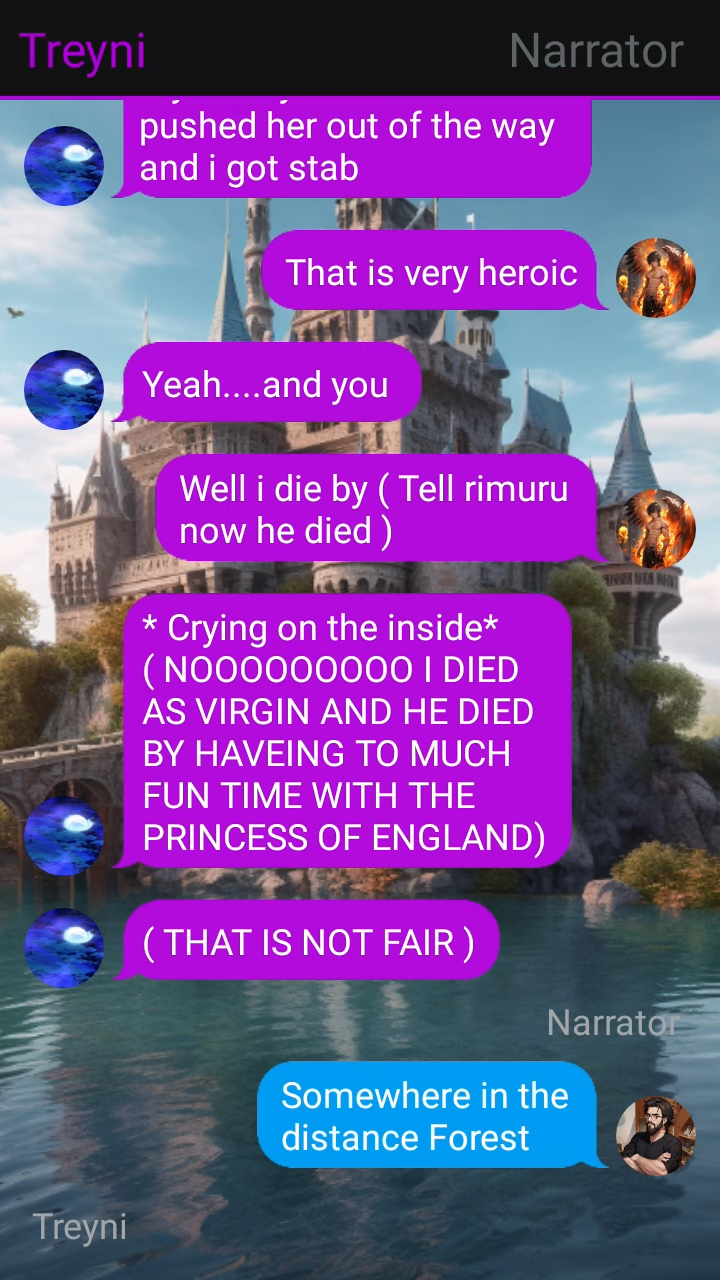 Treyni
Narrator
pushed her out of the way
and i got stab
That is very heroic
Yeah....and you
Well i die by ( Tell rimuru
now he died )
* Crying on the inside*
( NOOOOOOOOO I DIED
AS VIRGIN AND HE DIED
BY HAVEING TO MUCH
FUN TIME WITH THE
PRINCESS OF ENGLAND)
( THAT IS NOT FAIR )
Narrator
Somewhere in the
distance Forest
Treyni